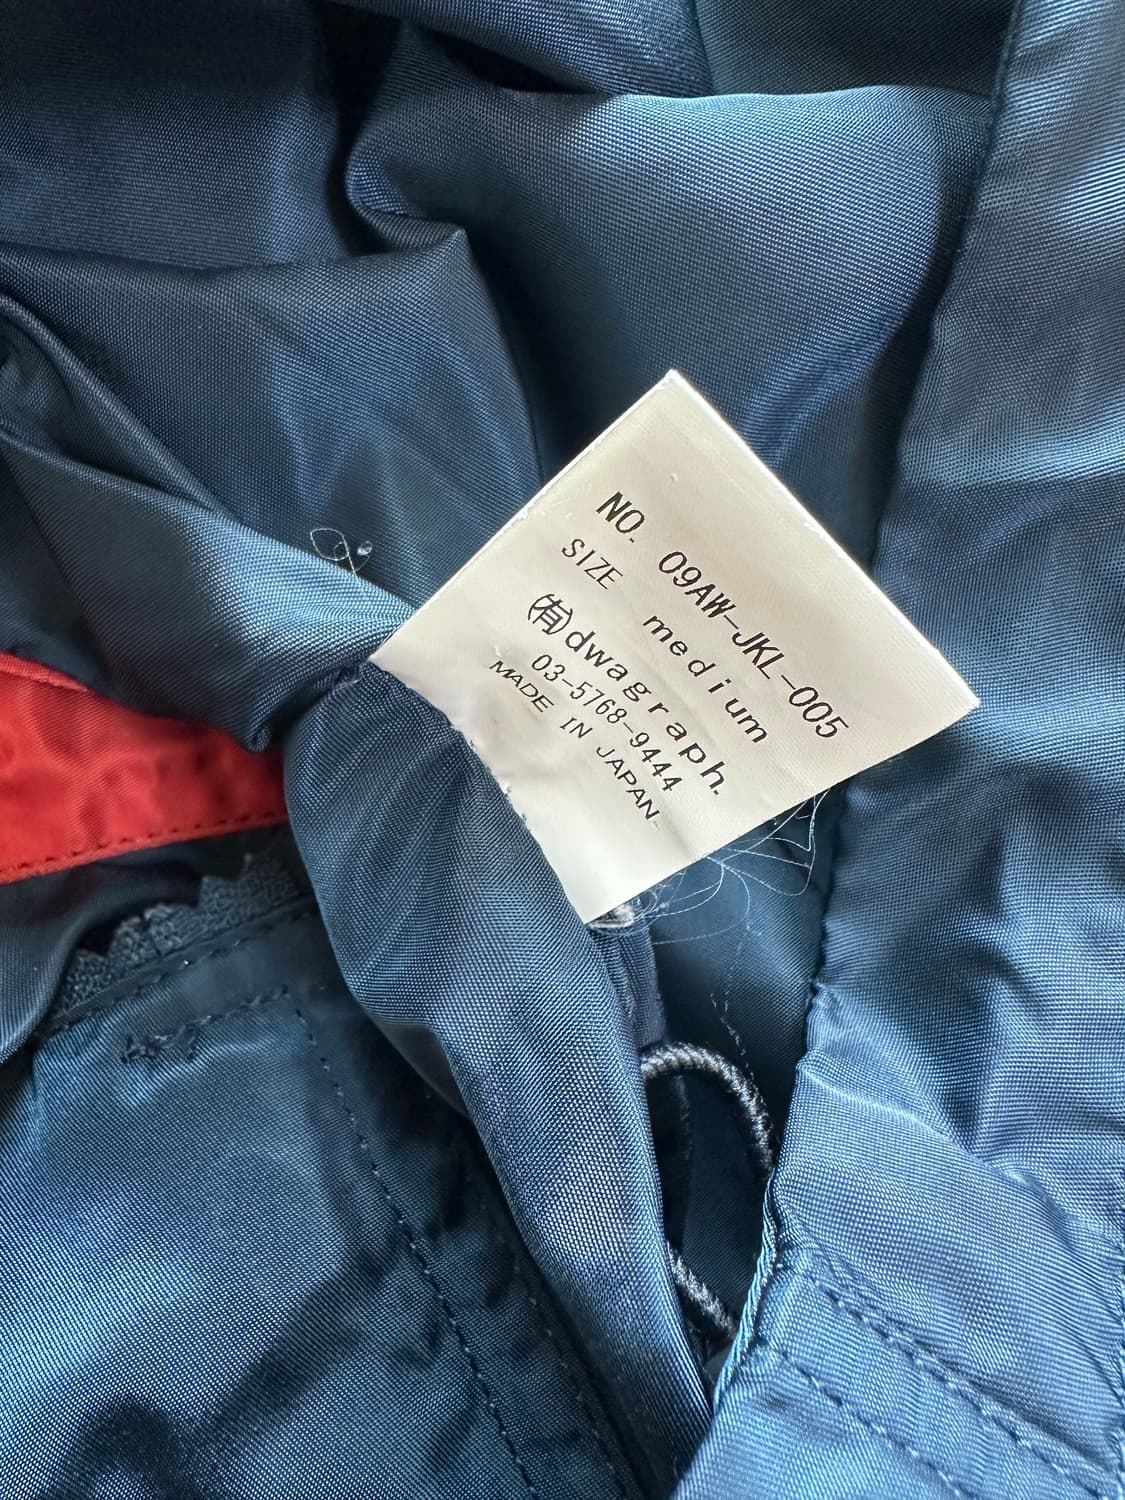 NO. 09AW-JKL-005
SIZE medium
㈲dwagraph.
03-5768-9444
MADE IN JAPAN